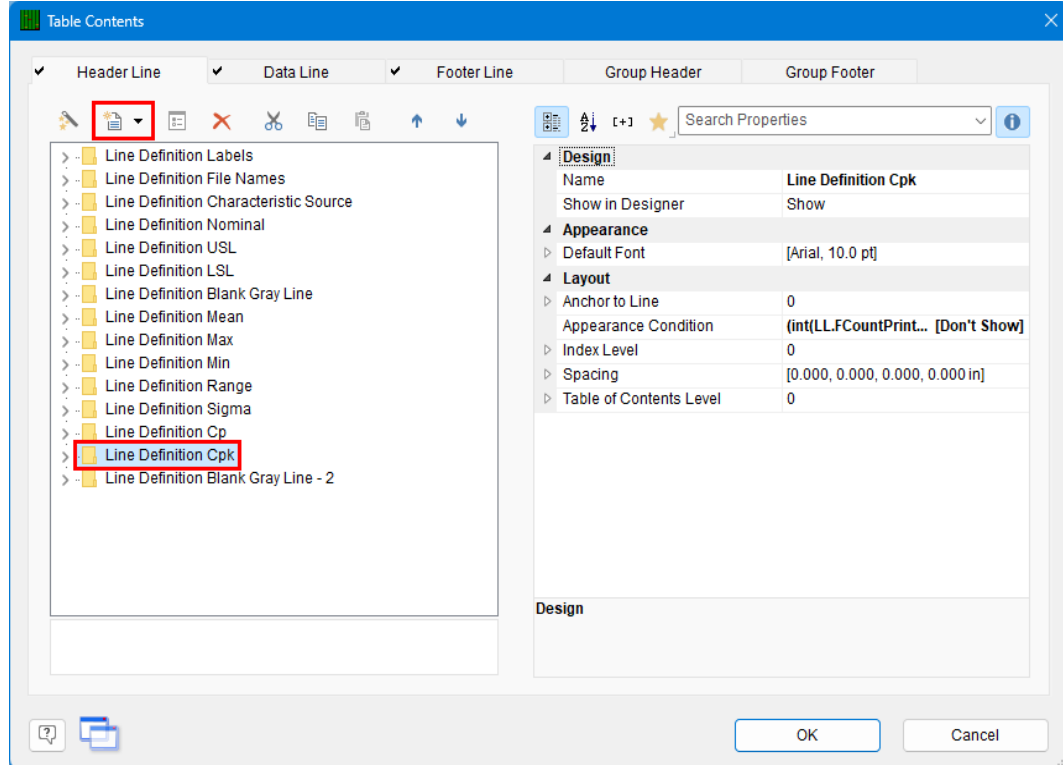 Table Contents
Header Line
Data Line
Footer Line
Group Header
Group Footer
Search Properties
Line Definition Labels
Line Definition File Names
Line Definition Characteristic Source
Line Definition Nominal
Line Definition USL
Line Definition LSL
Line Definition Blank Gray Line
Line Definition Mean
Line Definition Max
Line Definition Min
Line Definition Range
Line Definition Sigma
Line Definition Cp
Line Definition Cpk
Line Definition Blank Gray Line - 2
Design
Name Line Definition Cpk
Show in Designer Show
Appearance
Default Font [Arial, 10.0 pt]
Layout
Anchor to Line 0
Appearance Condition (int(LL.FCountPrint... [Don't Show]
Index Level 0
Spacing [0.000, 0.000, 0.000, 0.000 in]
Table of Contents Level 0
Design
OK
Cancel